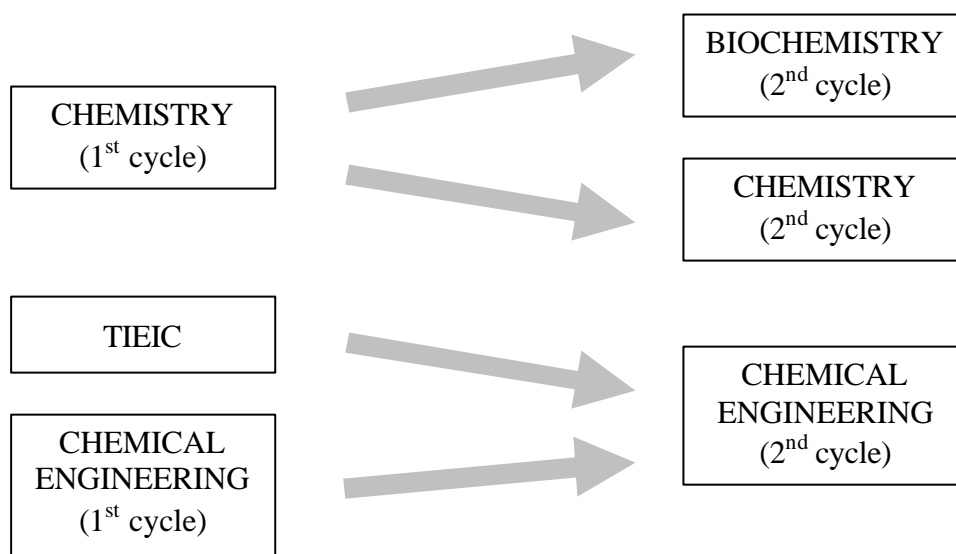 CHEMISTRY
(1st cycle)
TIEIC
CHEMICAL
ENGINEERING
(1st cycle)
BIOCHEMISTRY
(2nd cycle)
CHEMISTRY
(2nd cycle)
CHEMICAL
ENGINEERING
(2nd cycle)